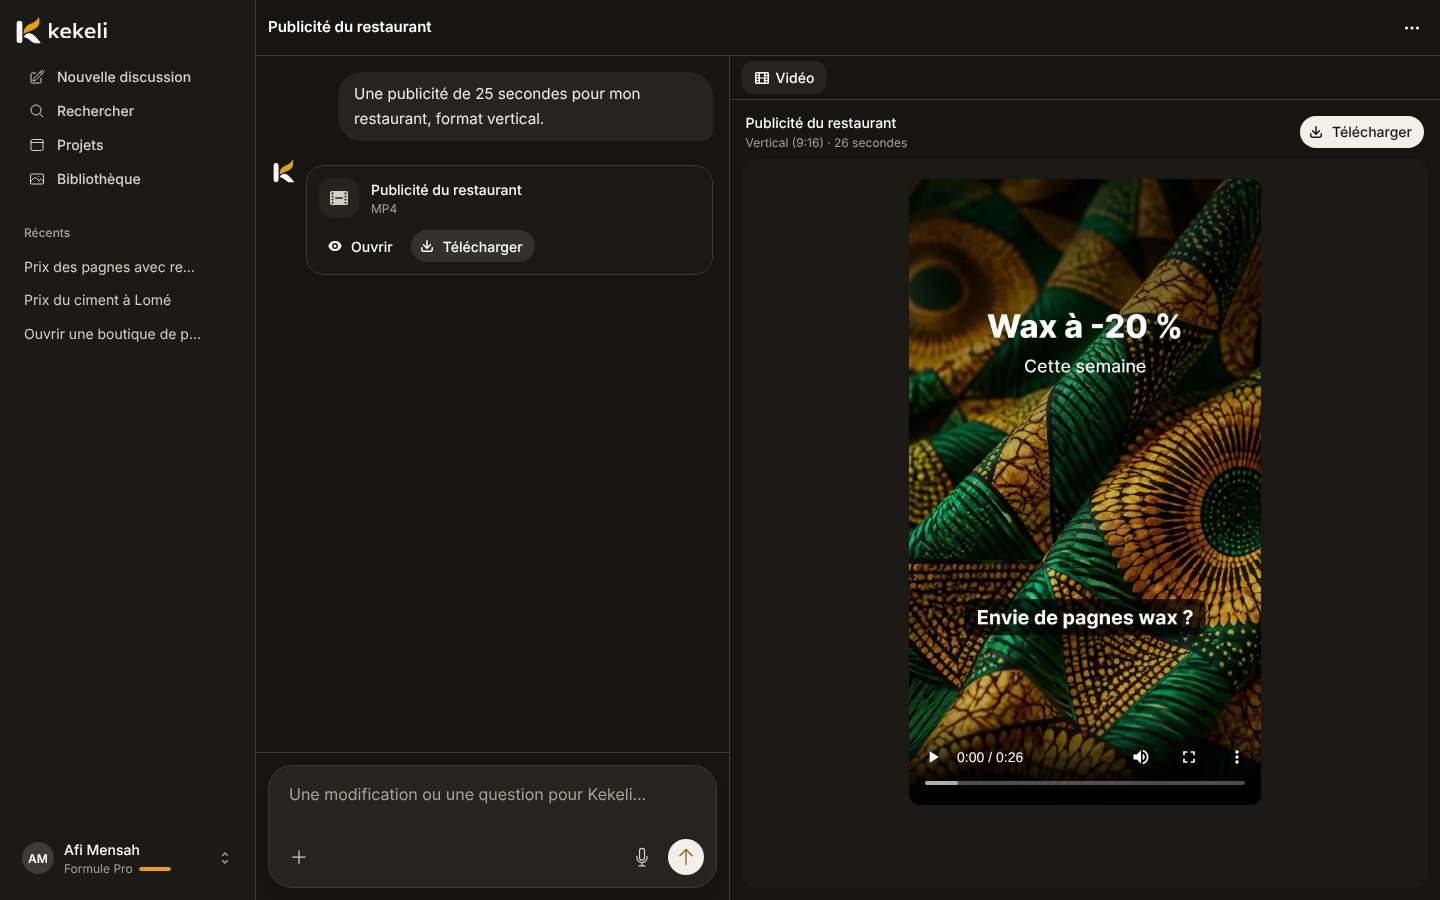 kekeli
Nouvelle discussion
Rechercher
Projets
Bibliothèque
Récents
Prix des pagnes avec re...
Prix du ciment à Lomé
Ouvrir une boutique de p...
AM
Afi Mensah
Formule Pro
Publicité du restaurant
Une publicité de 25 secondes pour mon
restaurant, format vertical.
Publicité du restaurant
MP4
Ouvrir
Télécharger
Une modification ou une question pour Kekeli...
Vidéo
Publicité du restaurant
Vertical (9:16) · 26 secondes
Télécharger
Wax à -20 %
Cette semaine
Envie de pagnes wax ?
0:00 / 0:26